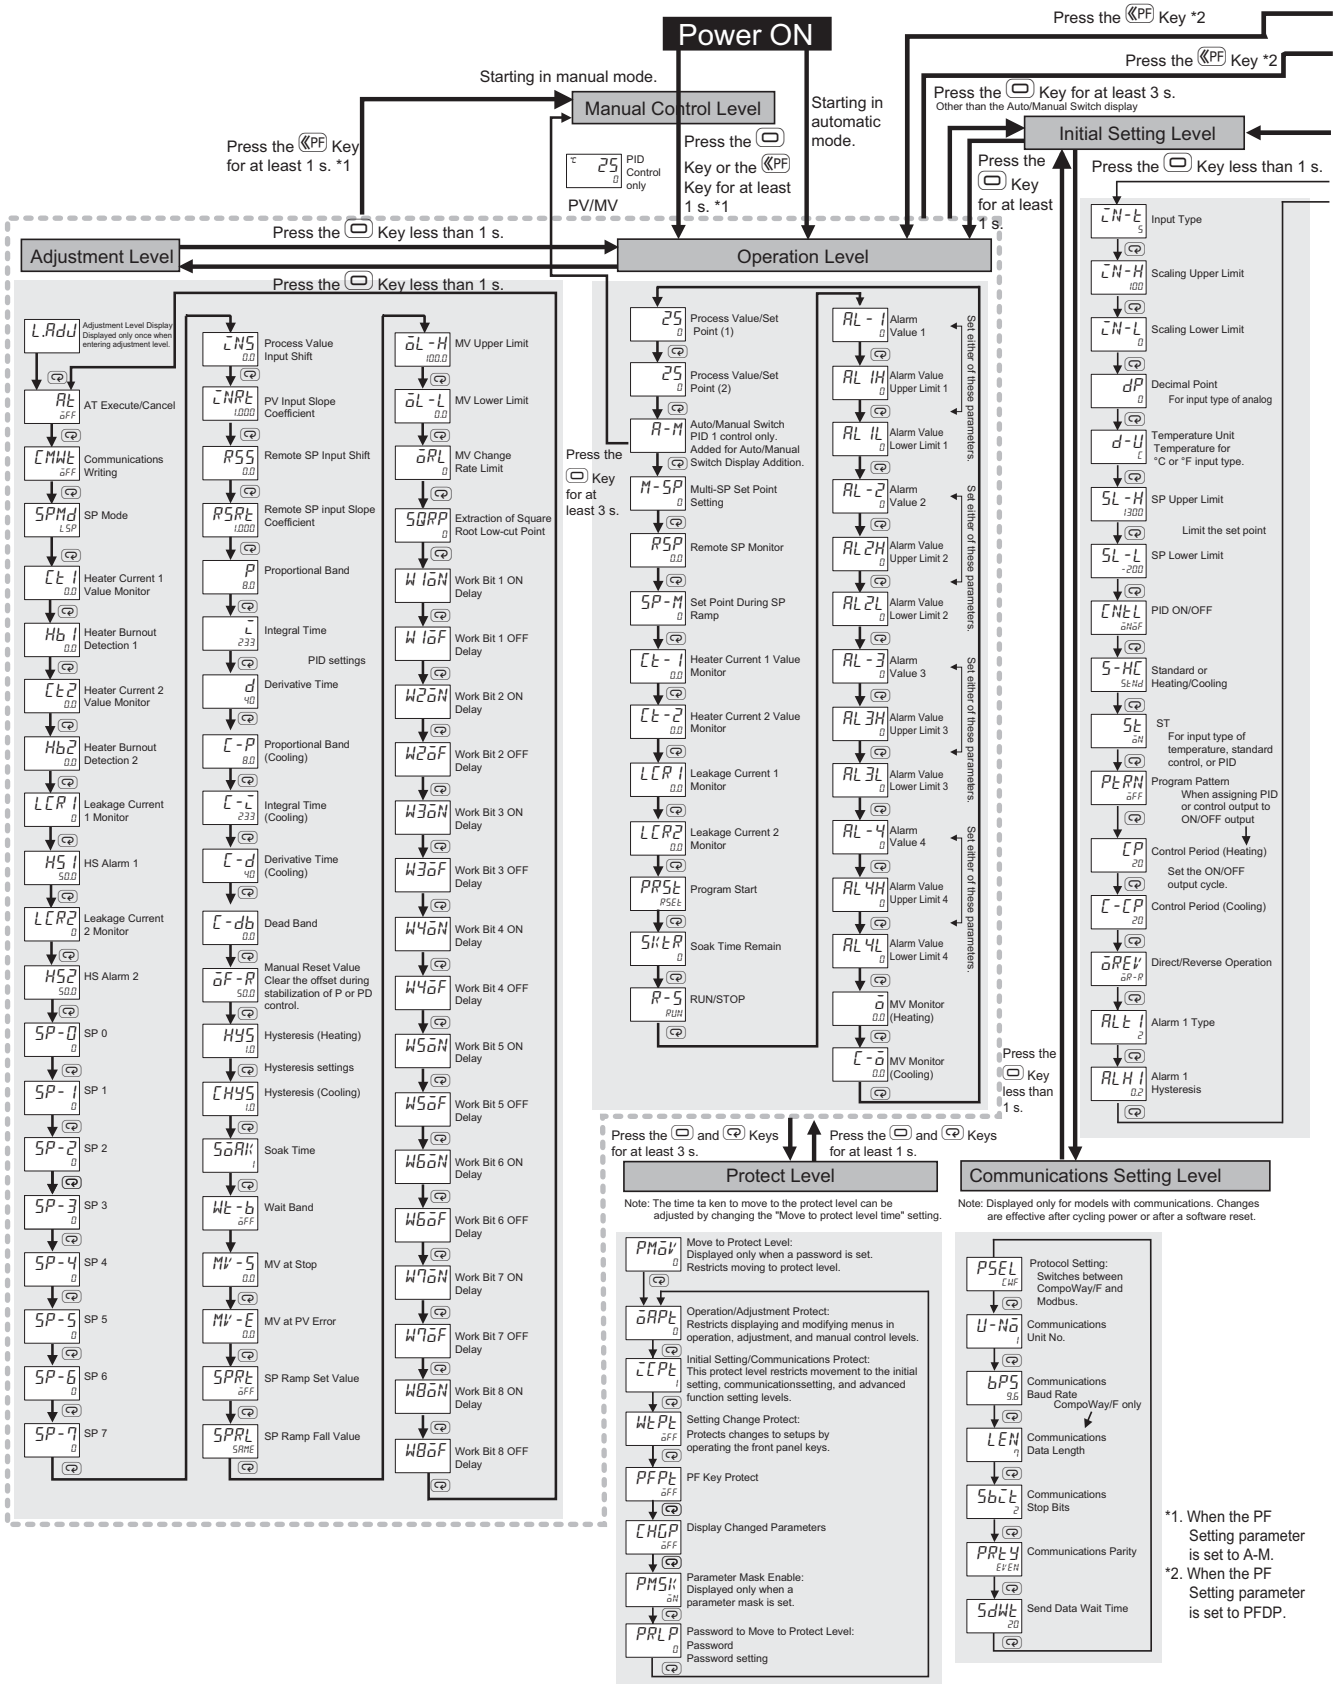 Power ON
Press the «PF Key *2
Press the «PF Key *2
Starting in manual mode.
Manual Control Level
Starting in
automatic
mode.
Press the Key for at least 3 s.
Other than the Auto/Manual Switch display
Initial Setting Level
Press the «PF Key
for at least 1 s. *1
25
0
PID
Control
only
PV/MV
Press the
Key or the «PF
Key for at least
1 s. *1
Press the
Key
for at least
1 s.
Press the Key less than 1 s.
Press the Key less than 1 s.
Adjustment Level
Operation Level
Press the Key less than 1 s.
L.AdJ
Adjustment Level Display
Displayed only once when
entering adjustment level.
AT Execute/Cancel
Communications
Writing
SP Mode
Heater Current 1
Value Monitor
Heater Burnout
Detection 1
Heater Current 2
Value Monitor
Heater Burnout
Detection 2
Leakage Current
1 Monitor
HS Alarm 1
Leakage Current
2 Monitor
HS Alarm 2
SP-0 SP 0
SP-1 SP 1
SP-2 SP 2
SP-3 SP 3
SP-4 SP 4
SP-5 SP 5
SP-6 SP 6
SP-7 SP 7
Process Value
Input Shift
PV Input Slope
Coefficient
Remote SP Input Shift
Remote SP input Slope
Coefficient
Proportional Band
Integral Time
PID settings
Derivative Time
Proportional Band
(Cooling)
Integral Time
(Cooling)
Derivative Time
(Cooling)
Dead Band
Manual Reset Value
Clear the offset during
stabilization of P or PD
control.
Hysteresis (Heating)
Hysteresis settings
Hysteresis (Cooling)
Soak Time
Wait Band
MV at Stop
MV at PV Error
SP Ramp Set Value
SP Ramp Fall Value
MV Upper Limit
MV Lower Limit
MV Change
Rate Limit
Extraction of Square
Root Low-cut Point
Work Bit 1 ON
Delay
Work Bit 1 OFF
Delay
Work Bit 2 ON
Delay
Work Bit 2 OFF
Delay
Work Bit 3 ON
Delay
Work Bit 3 OFF
Delay
Work Bit 4 ON
Delay
Work Bit 4 OFF
Delay
Work Bit 5 ON
Delay
Work Bit 5 OFF
Delay
Work Bit 6 ON
Delay
Work Bit 6 OFF
Delay
Work Bit 7 ON
Delay
Work Bit 7 OFF
Delay
Work Bit 8 ON
Delay
Work Bit 8 OFF
Delay
Press the
Key
for at
least 3 s.
Process Value/Set
Point (1)
Process Value/Set
Point (2)
Auto/Manual Switch
PID 1 control only.
Added for Auto/Manual
Switch Display Addition.
Multi-SP Set Point
Setting
Remote SP Monitor
Set Point During SP
Ramp
Heater Current 1 Value
Monitor
Heater Current 2 Value
Monitor
Leakage Current 1
Monitor
Leakage Current 2
Monitor
Program Start
Soak Time Remain
RUN/STOP
Alarm
Value 1
Alarm Value
Upper Limit 1
Alarm Value
Lower Limit 1
Set either of these parameters.
Alarm
Value 2
Alarm Value
Upper Limit 2
Alarm Value
Lower Limit 2
Set either of these parameters.
Alarm
Value 3
Alarm Value
Upper Limit 3
Alarm Value
Lower Limit 3
Set either of these parameters.
Alarm
Value 4
Alarm Value
Upper Limit 4
Alarm Value
Lower Limit 4
Set either of these parameters.
MV Monitor
(Heating)
MV Monitor
(Cooling)
Input Type
Scaling Upper Limit
Scaling Lower Limit
Decimal Point
For input type of analog
Temperature Unit
Temperature for
°C or °F input type.
SP Upper Limit
Limit the set point
SP Lower Limit
PID ON/OFF
Standard or
Heating/Cooling
ST
For input type of
temperature, standard
control, or PID
Program Pattern
When assigning PID
or control output to
ON/OFF output
Control Period (Heating)
Set the ON/OFF
output cycle.
Control Period (Cooling)
Direct/Reverse Operation
Alarm 1 Type
Alarm 1
Hysteresis
Press the
Key
less than
1 s.
Press the and Keys
for at least 3 s.
Press the and Keys
for at least 1 s.
Protect Level
Note: The time ta ken to move to the protect level can be
adjusted by changing the "Move to protect level time" setting.
Move to Protect Level:
Displayed only when a password is set.
Restricts moving to protect level.
Operation/Adjustment Protect:
Restricts displaying and modifying menus in
operation, adjustment, and manual control levels.
Initial Setting/Communications Protect:
This protect level restricts movement to the initial
setting, communicationssetting, and advanced
function setting levels.
Setting Change Protect:
Protects changes to setups by
operating the front panel keys.
PF Key Protect
Display Changed Parameters
Parameter Mask Enable:
Displayed only when a
parameter mask is set.
Password to Move to Protect Level:
Password
Password setting
Communications Setting Level
Note: Displayed only for models with communications. Changes
are effective after cycling power or after a software reset.
Protocol Setting:
Switches between
CompoWay/F and
Modbus.
Communications
Unit No.
Communications
Baud Rate
CompoWay/F only
Communications
Data Length
Communications
Stop Bits
Communications Parity
Send Data Wait Time
*1. When the PF
Setting parameter
is set to A-M.
*2. When the PF
Setting parameter
is set to PFDP.